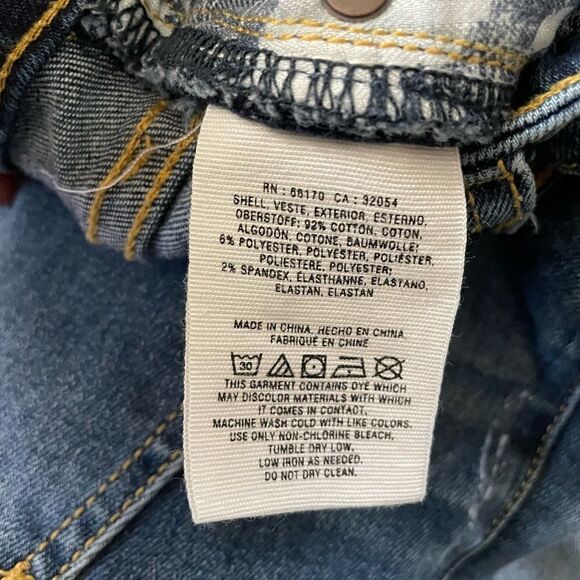 RN : 66170 CA : 32054
SHELL, VESTE, EXTERIOR, ESTERNO,
OBERSTOFF: 92% COTTON, COTON,
ALGODÓN, COTONE, BAUMWOLLE;
6% POLYESTER, POLYESTER, POLIÉSTER,
POLIESTERE, POLYESTER;
2% SPANDEX, ÉLASTHANNE, ELASTANO,
ELASTAN, ELASTAN
MADE IN CHINA, HECHO EN CHINA,
FABRIQUÉ EN CHINE
30
THIS GARMENT CONTAINS DYE WHICH
MAY DISCOLOR MATERIALS WITH WHICH
IT COMES IN CONTACT.
MACHINE WASH COLD WITH LIKE COLORS.
USE ONLY NON-CHLORINE BLEACH.
TUMBLE DRY LOW.
LOW IRON AS NEEDED.
DO NOT DRY CLEAN.